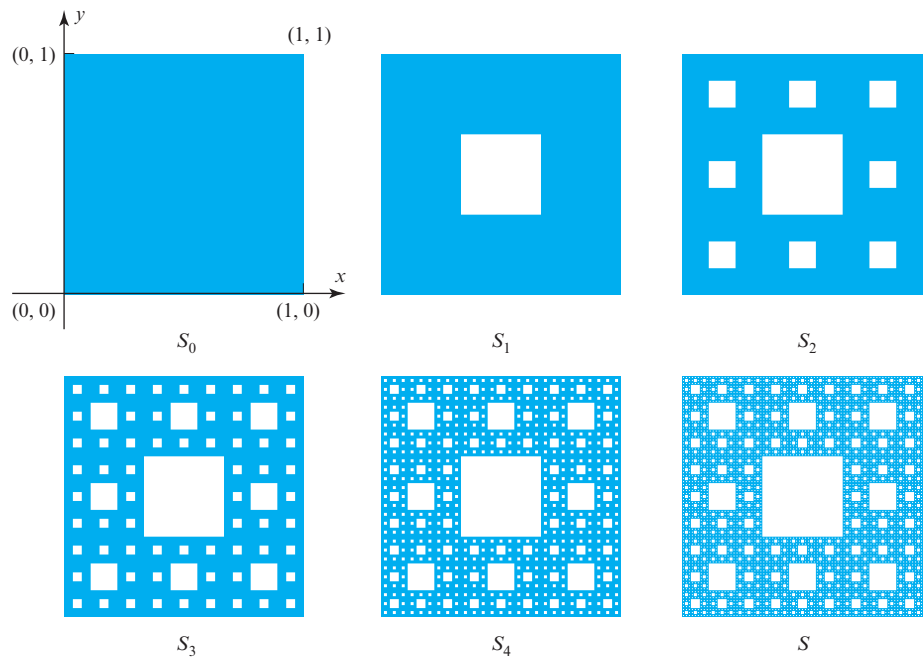 y
(1, 1)
(0, 1)
x
(0, 0)
(1, 0)
S₀
S₁
S₂
S₃
S₄
S